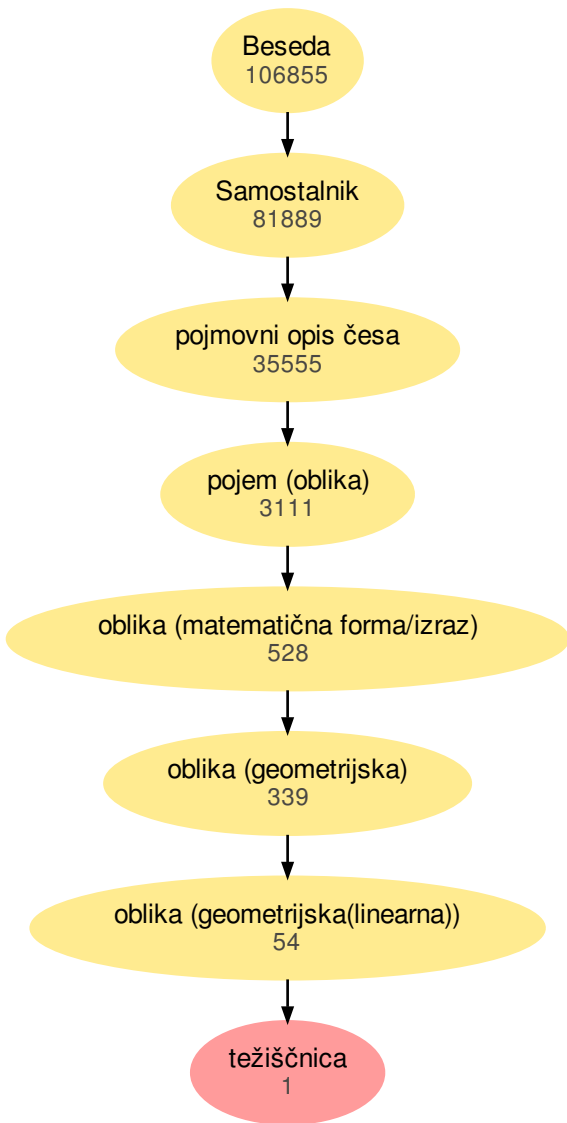 Beseda
106855
Samostalnik
81889
pojmovni opis česa
35555
pojem (oblika)
3111
oblika (matematična forma/izraz)
528
oblika (geometrijska)
339
oblika (geometrijska(linearna))
54
težiščnica
1